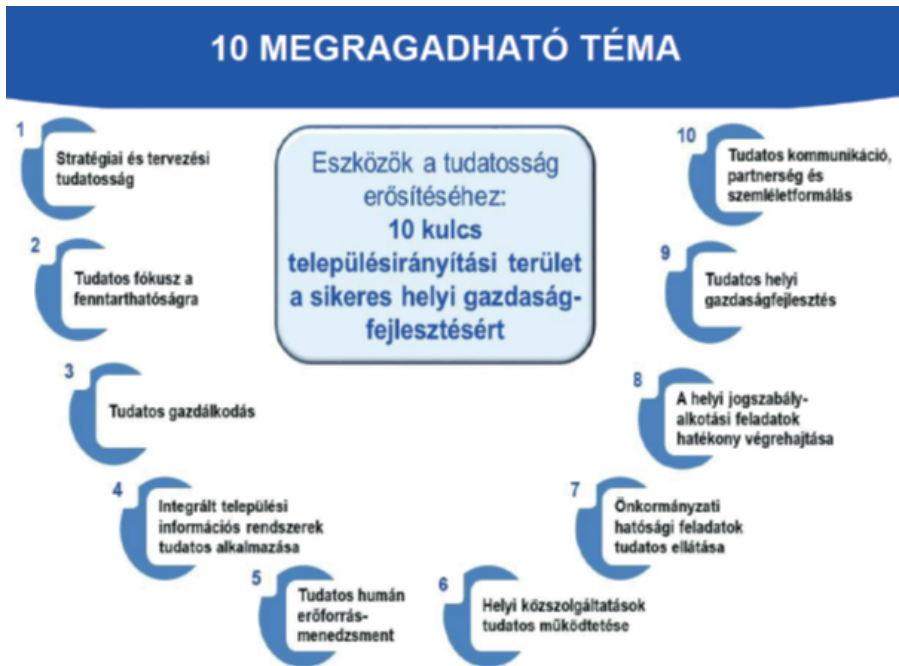 10 MEGRAGADHATÓ TÉMA
Eszközök a tudatosság
erősítéséhez:
10 kulcs
településirányítási terület
a sikeres helyi gazdaság-
fejlesztésért
1
Stratégiai és tervezési
tudatosság
2
Tudatos fókusz a
fenntarthatóságra
3
Tudatos gazdálkodás
4
Integrált települési
információs rendszerek
tudatos alkalmazása
5
Tudatos humán
erőforrás-
menedzsment
6
Helyi közszolgáltatások
tudatos működtetése
7
Önkormányzati
hatósági feladatok
tudatos ellátása
8
A helyi jogszabály-
alkotási feladatok
hatékony végrehajtása
9
Tudatos helyi
gazdaságfejlesztés
10
Tudatos kommunikáció,
partnerség és
szemléletformálás